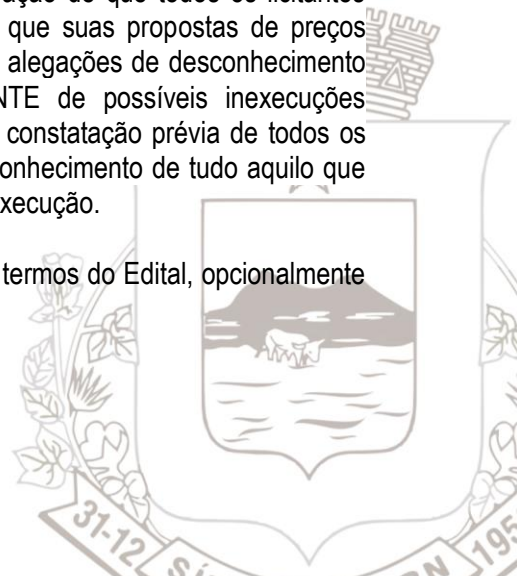 ação de que todos os licitantes
que suas propostas de preços
alegações de desconhecimento
NTE de possíveis inexecuções
constatação prévia de todos os
onhecimento de tudo aquilo que
xecução.
termos do Edital, opcionalmente
31-12